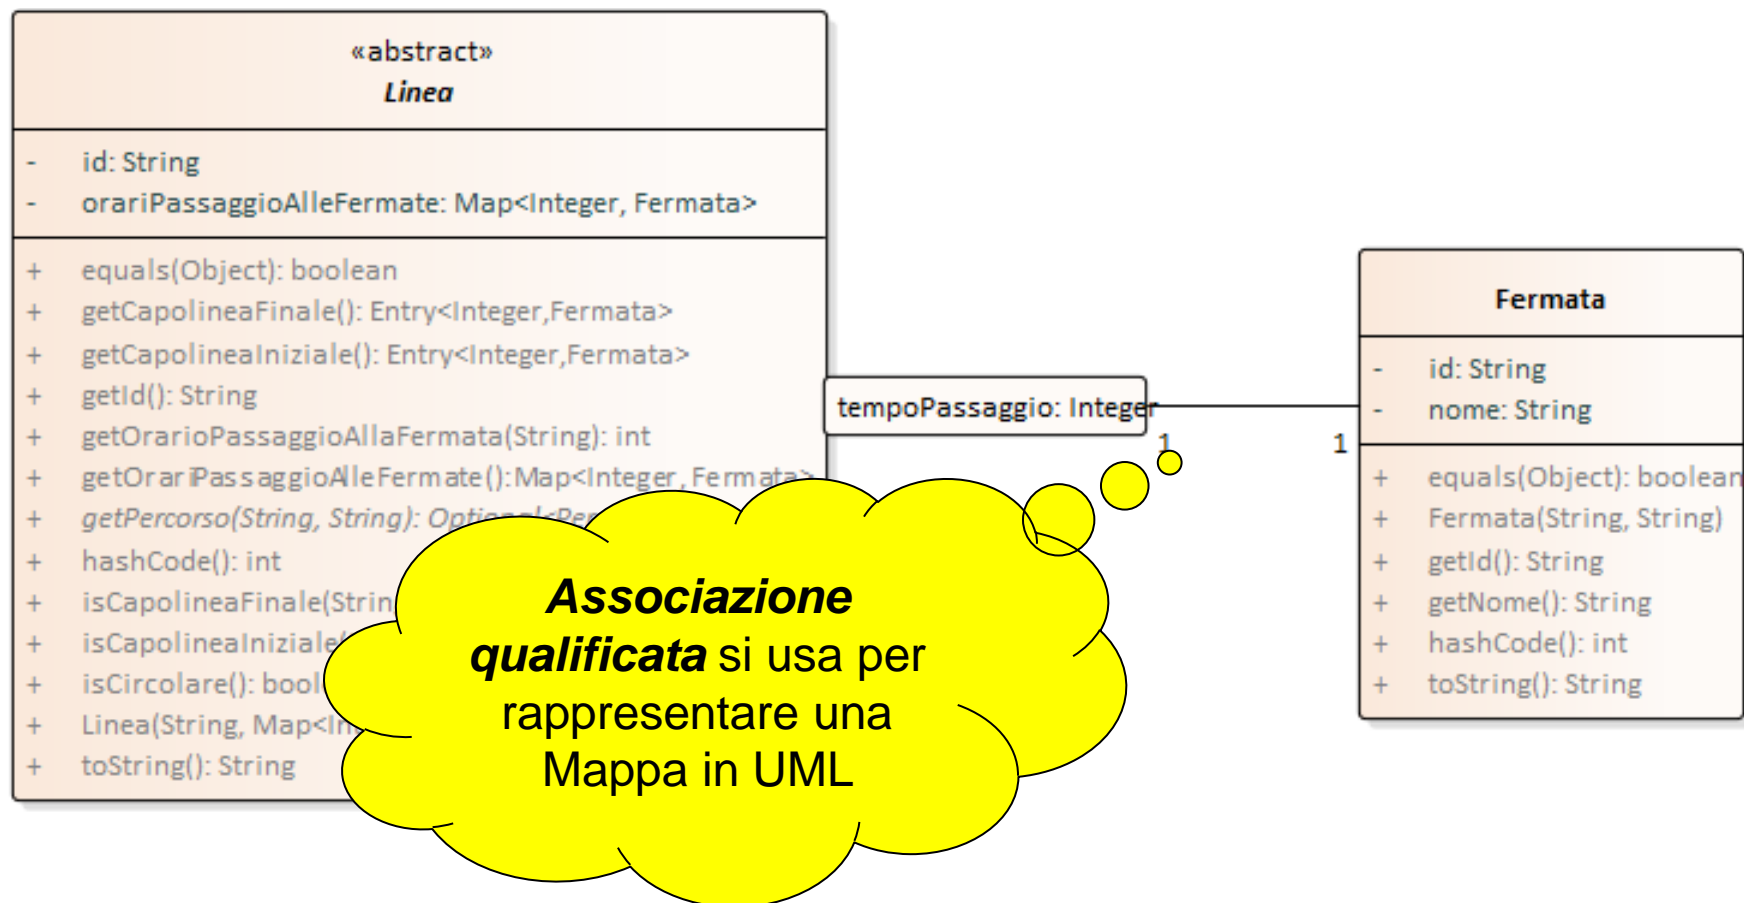 «abstract»
Linea
- id: String
- orariPassaggioAlleFermate: Map<Integer, Fermata>
+ equals(Object): boolean
+ getCapolineaFinale(): Entry<Integer,Fermata>
+ getCapolineaIniziale(): Entry<Integer,Fermata>
+ getId(): String
+ getOrarioPassaggioAllaFermata(String): int
+ getOrariPassaggioAlleFermate():Map<Integer, Fermata>
+ getPercorso(String, String):
+ hashCode(): int
+ isCapolineaFinale(Strin
+ isCapolineaIniziale
+ isCircolare(): bool
+ Linea(String, Map<In
+ toString(): String
tempoPassaggio: Integer
1
1
Fermata
- id: String
- nome: String
+ equals(Object): boolean
+ Fermata(String, String)
+ getId(): String
+ getNome(): String
+ hashCode(): int
+ toString(): String
Associazione
qualificata si usa per
rappresentare una
Mappa in UML